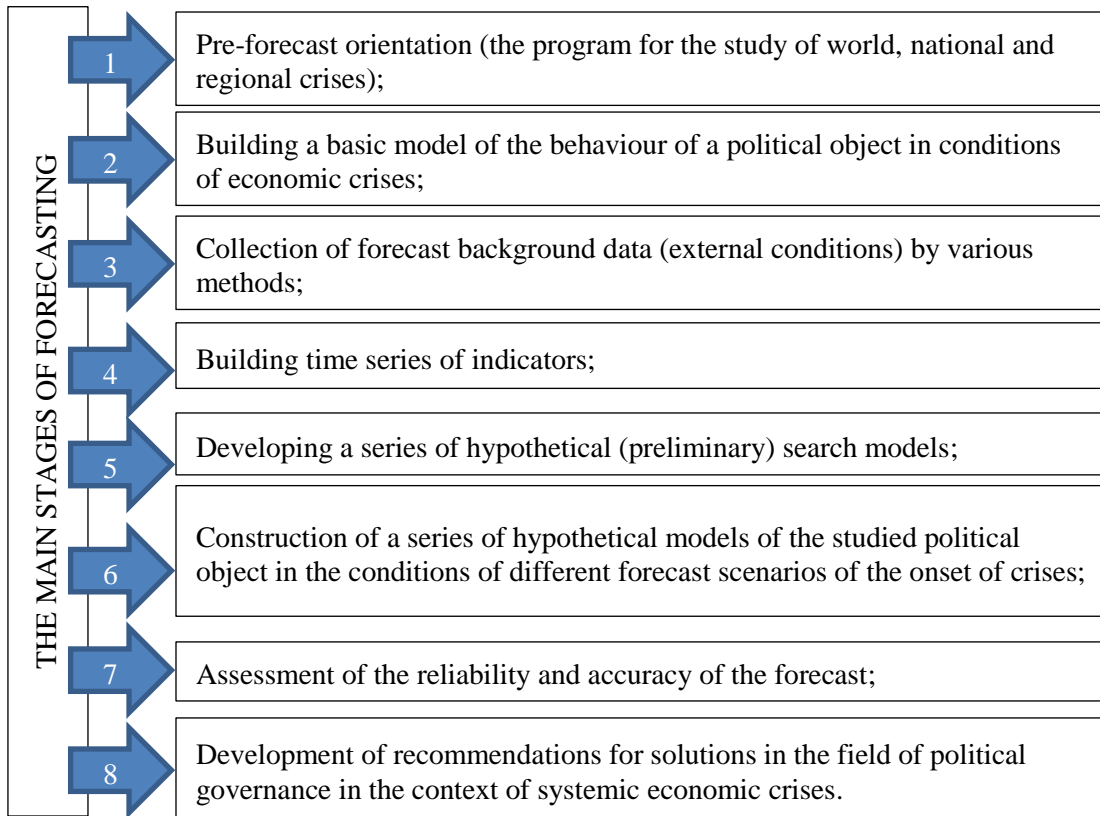 THE MAIN STAGES OF FORECASTING
1
Pre-forecast orientation (the program for the study of world, national and
regional crises);
2
Building a basic model of the behaviour of a political object in conditions
of economic crises;
3
Collection of forecast background data (external conditions) by various
methods;
4
Building time series of indicators;
5
Developing a series of hypothetical (preliminary) search models;
6
Construction of a series of hypothetical models of the studied political
object in the conditions of different forecast scenarios of the onset of crises;
7
Assessment of the reliability and accuracy of the forecast;
8
Development of recommendations for solutions in the field of political
governance in the context of systemic economic crises.